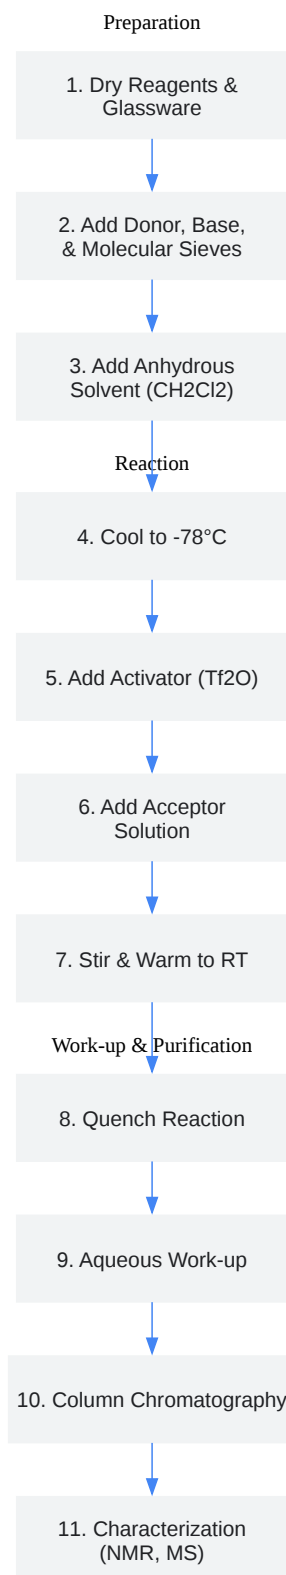 Preparation
1. Dry Reagents &
Glassware
2. Add Donor, Base,
& Molecular Sieves
3. Add Anhydrous
Solvent (CH2Cl2)
Reaction
4. Cool to -78°C
5. Add Activator (Tf2O)
6. Add Acceptor
Solution
7. Stir & Warm to RT
Work-up & Purification
8. Quench Reaction
9. Aqueous Work-up
10. Column Chromatography
11. Characterization
(NMR, MS)